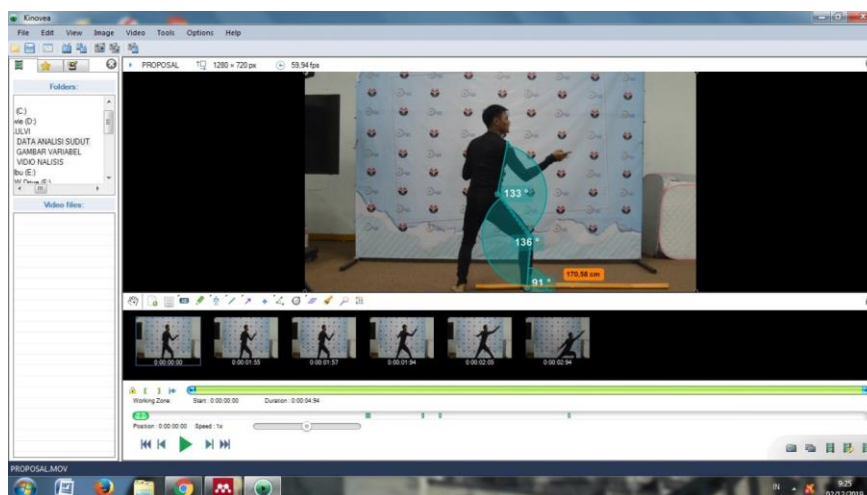 Kinovea
File Edit View Image Video Tools Options Help
PROPOSAL 1280 × 720 px 59,94 fps
Folders:
(C:)
vie (D:)
ULVI
DATA ANALISI SUDUT
GAMBAR VARIABEL
VIDIO NALISIS
lbu (E:)
Video files:
133 °
136 °
91 °
170,58 cm
0:00:00:00 0:00:01:55 0:00:01:57 0:00:01:94 0:00:02:05 0:00:02:94
Working Zone Start : 0:00:00:00 Duration : 0:00:04:94
Position : 0:00:00:00 Speed : 1x
PROPOSAL.MOV
IN 9:25